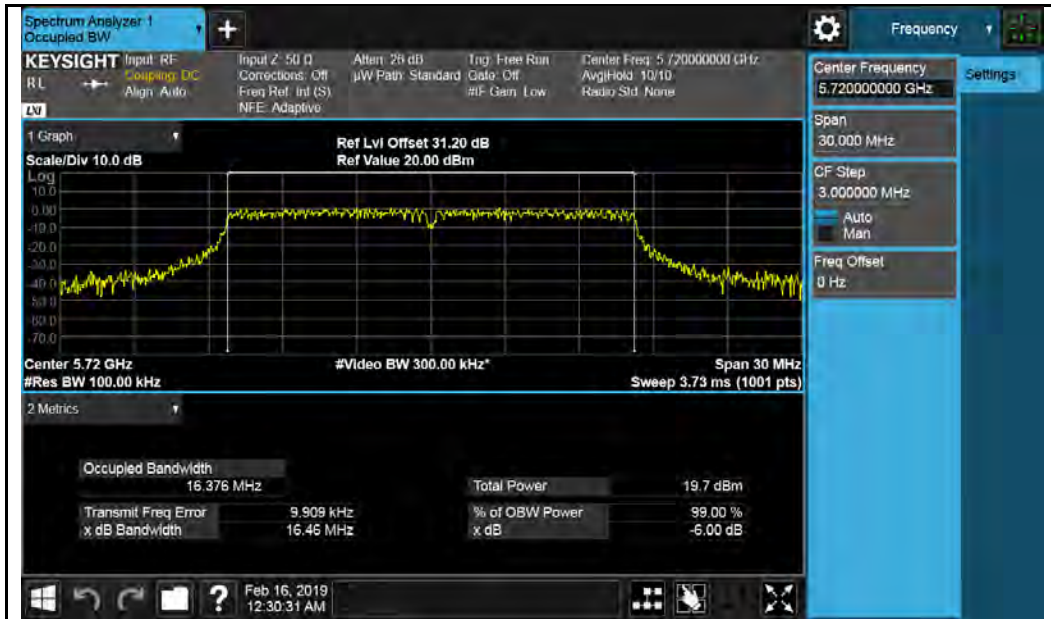 Spectrum Analyzer 1
Occupied BW
+
Frequency
KEYSIGHT Input: RF Input Z: 50 Ω Atten: 26 dB Trig: Free Run Center Freq: 5.720000000 GHz
RL Coupling: DC Corrections: Off µW Path: Standard Gate: Off Avg|Hold: 10/10
Align: Auto Freq Ref: Int (S) #IF Gain: Low Radio Std: None
NFE: Adaptive
Center Frequency
5.720000000 GHz
Settings
Span
30.000 MHz
CF Step
3.000000 MHz
Auto
Man
Freq Offset
0 Hz
1 Graph
Ref Lvl Offset 31.20 dB
Scale/Div 10.0 dB Ref Value 20.00 dBm
Log
10.0
0.00
-10.0
-20.0
-30.0
-40.0
-50.0
-60.0
-70.0
Center 5.72 GHz #Video BW 300.00 kHz* Span 30 MHz
#Res BW 100.00 kHz Sweep 3.73 ms (1001 pts)
2 Metrics
Occupied Bandwidth
16.376 MHz Total Power 19.7 dBm
Transmit Freq Error 9.909 kHz % of OBW Power 99.00 %
x dB Bandwidth 16.46 MHz x dB -6.00 dB
? Feb 16, 2019
12:30:31 AM